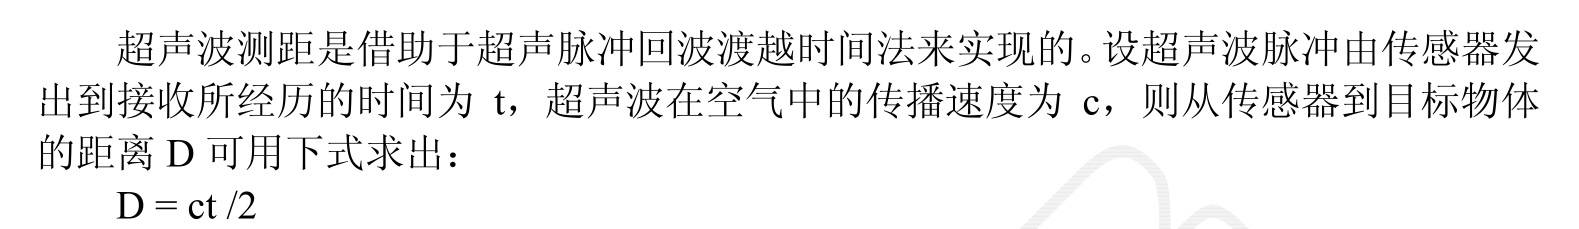 超声波测距是借助于超声脉冲回波渡越时间法来实现的。设超声波脉冲由传感器发
出到接收所经历的时间为 t，超声波在空气中的传播速度为 c，则从传感器到目标物体
的距离 D 可用下式求出：
D = ct /2